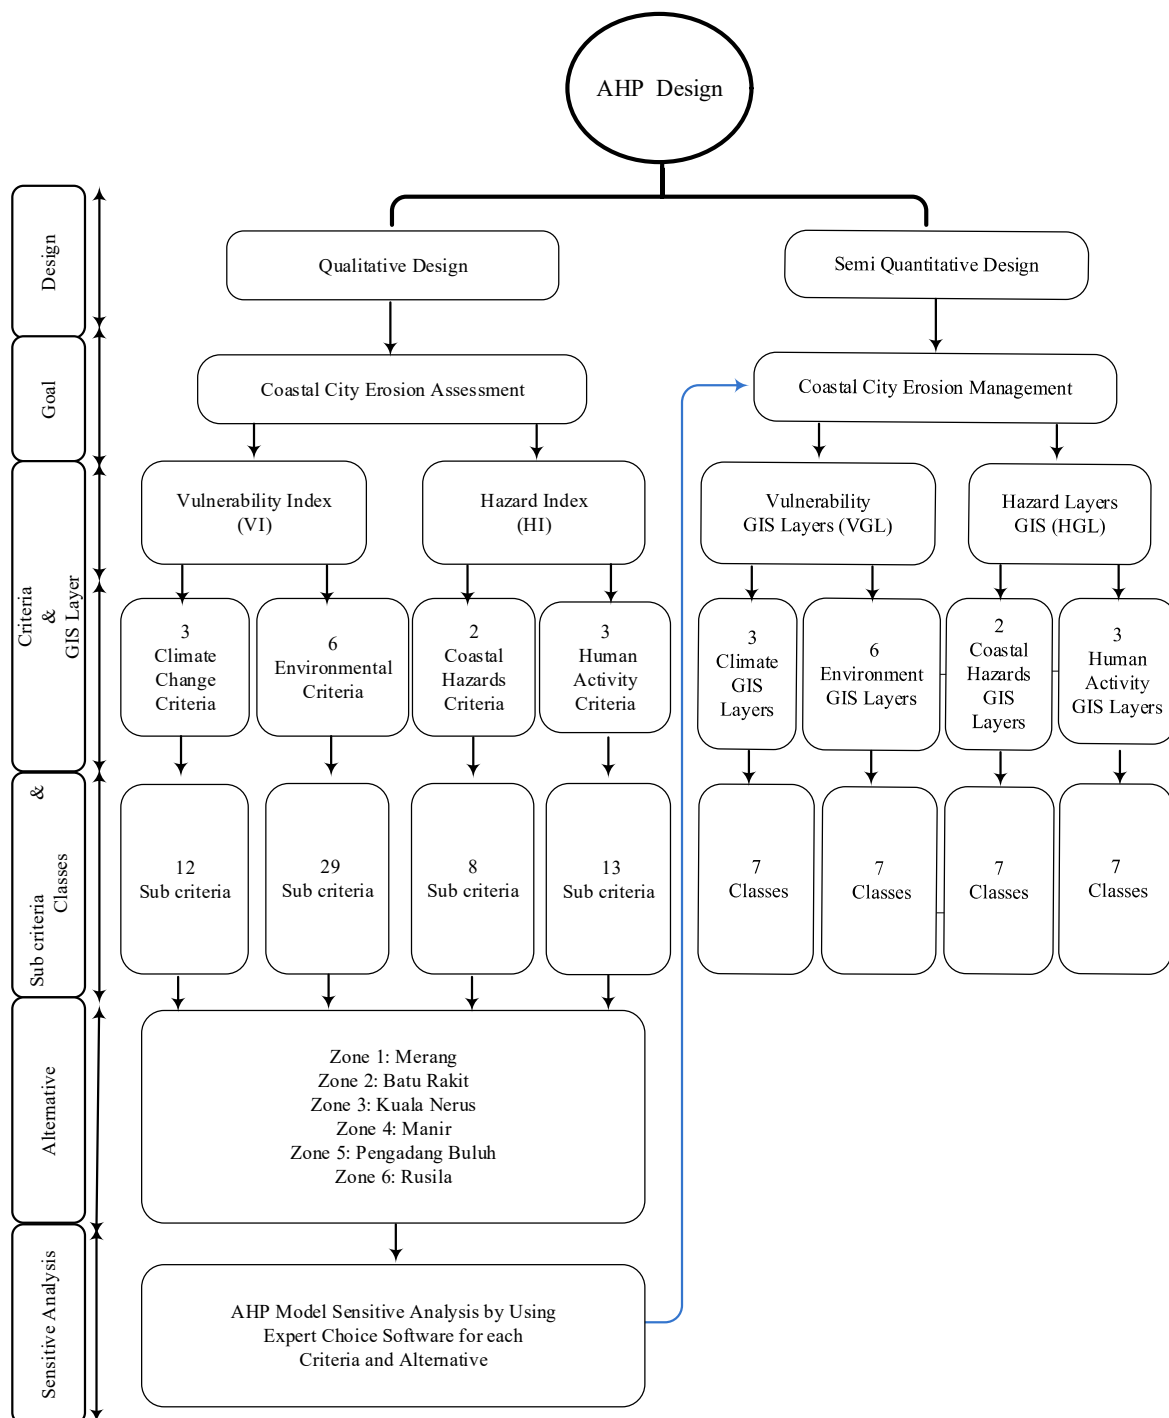 AHP Design
Design
Qualitative Design
Semi Quantitative Design
Goal
Coastal City Erosion Assessment
Coastal City Erosion Management
Criteria
&
GIS Layer
Vulnerability Index
(VI)
Hazard Index
(HI)
Vulnerability
GIS Layers (VGL)
Hazard Layers
GIS (HGL)
3
Climate
Change
Criteria
6
Environmental
Criteria
2
Coastal
Hazards
Criteria
3
Human
Activity
Criteria
3
Climate
GIS
Layers
6
Environment
GIS Layers
2
Coastal
Hazards
GIS
Layers
3
Human
Activity
GIS Layers
Sub criteria &
Classes
12
Sub criteria
29
Sub criteria
8
Sub criteria
13
Sub criteria
7
Classes
7
Classes
7
Classes
7
Classes
Alternative
Zone 1: Merang
Zone 2: Batu Rakit
Zone 3: Kuala Nerus
Zone 4: Manir
Zone 5: Pengadang Buluh
Zone 6: Rusila
Sensitive Analysis
AHP Model Sensitive Analysis by Using
Expert Choice Software for each
Criteria and Alternative